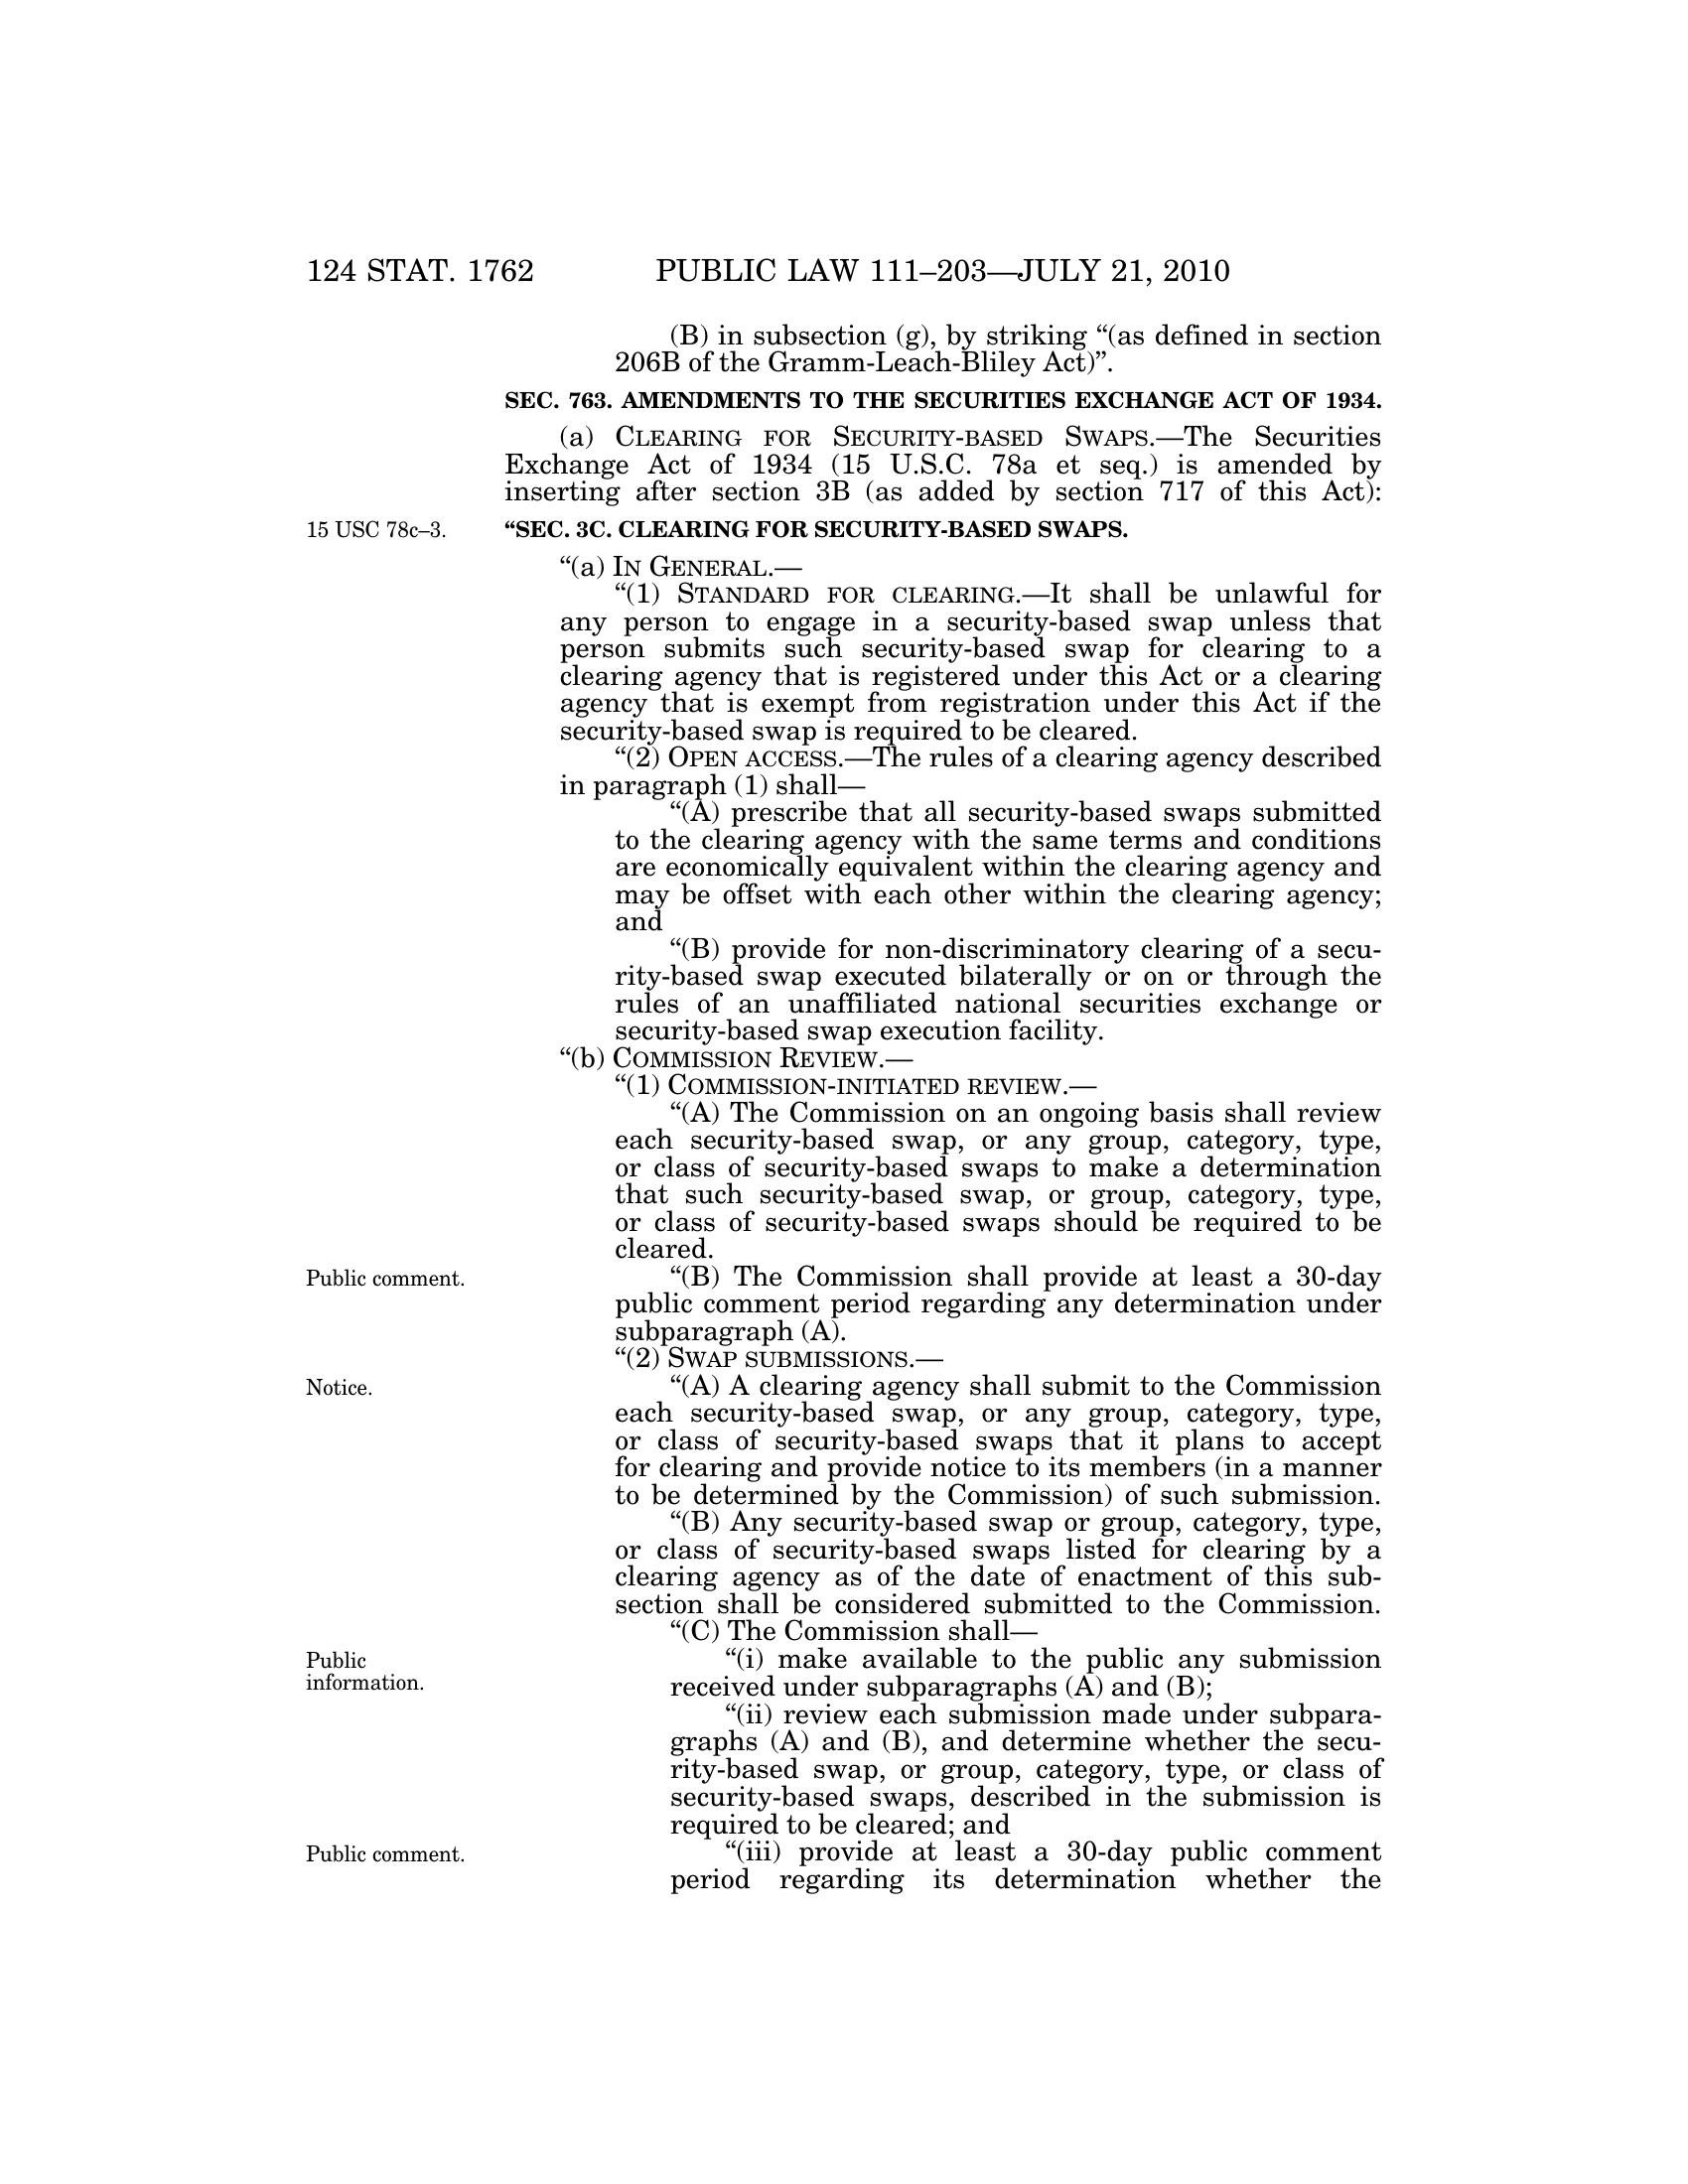 124 STAT. 1762 PUBLIC LAW 111–203—JULY 21, 2010
(B) in subsection (g), by striking “(as defined in section
206B of the Gramm-Leach-Bliley Act)”.
SEC. 763. AMENDMENTS TO THE SECURITIES EXCHANGE ACT OF 1934.
(a) CLEARING FOR SECURITY-BASED SWAPS.—The Securities
Exchange Act of 1934 (15 U.S.C. 78a et seq.) is amended by
inserting after section 3B (as added by section 717 of this Act):
15 USC 78c–3.
“SEC. 3C. CLEARING FOR SECURITY-BASED SWAPS.
“(a) IN GENERAL.—
“(1) STANDARD FOR CLEARING.—It shall be unlawful for
any person to engage in a security-based swap unless that
person submits such security-based swap for clearing to a
clearing agency that is registered under this Act or a clearing
agency that is exempt from registration under this Act if the
security-based swap is required to be cleared.
“(2) OPEN ACCESS.—The rules of a clearing agency described
in paragraph (1) shall—
“(A) prescribe that all security-based swaps submitted
to the clearing agency with the same terms and conditions
are economically equivalent within the clearing agency and
may be offset with each other within the clearing agency;
and
“(B) provide for non-discriminatory clearing of a secu-
rity-based swap executed bilaterally or on or through the
rules of an unaffiliated national securities exchange or
security-based swap execution facility.
“(b) COMMISSION REVIEW.—
“(1) COMMISSION-INITIATED REVIEW.—
“(A) The Commission on an ongoing basis shall review
each security-based swap, or any group, category, type,
or class of security-based swaps to make a determination
that such security-based swap, or group, category, type,
or class of security-based swaps should be required to be
cleared.
Public comment.
“(B) The Commission shall provide at least a 30-day
public comment period regarding any determination under
subparagraph (A).
“(2) SWAP SUBMISSIONS.—
Notice.
“(A) A clearing agency shall submit to the Commission
each security-based swap, or any group, category, type,
or class of security-based swaps that it plans to accept
for clearing and provide notice to its members (in a manner
to be determined by the Commission) of such submission.
“(B) Any security-based swap or group, category, type,
or class of security-based swaps listed for clearing by a
clearing agency as of the date of enactment of this sub-
section shall be considered submitted to the Commission.
“(C) The Commission shall—
Public
information.
“(i) make available to the public any submission
received under subparagraphs (A) and (B);
“(ii) review each submission made under subpara-
graphs (A) and (B), and determine whether the secu-
rity-based swap, or group, category, type, or class of
security-based swaps, described in the submission is
required to be cleared; and
Public comment.
“(iii) provide at least a 30-day public comment
period regarding its determination whether the